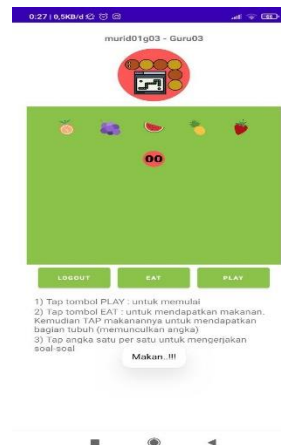 0:27 | 0,5KB/d
murid01g03 - Guru03
LOGOUT
EAT
PLAY
1) Tap tombol PLAY : untuk memulai
2) Tap tombol EAT : untuk mendapatkan makanan.
Kemudian TAP makanannya untuk mendapatkan
bagian tubuh (memunculkan angka)
3) Tap angka satu per satu untuk mengerjakan
soal-soal
Makan..!!!